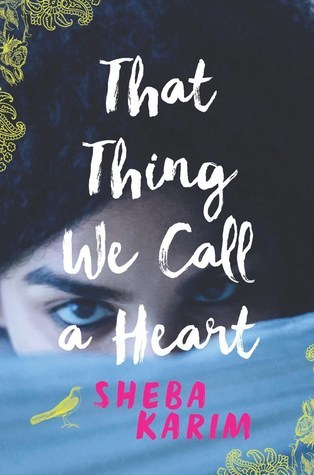 That
Thing
We Call
a Heart
SHEBA
KARIM